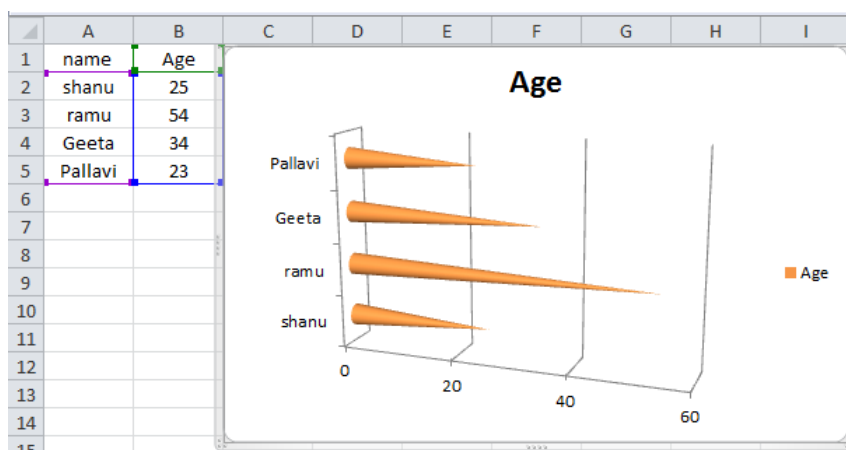 A B C D E F G H I
1 name Age
2 shanu 25
3 ramu 54
4 Geeta 34
5 Pallavi 23
6
7
8
9
10
11
12
13
14
15
Age
Pallavi
Geeta
ramu
shanu
0 20 40 60
Age